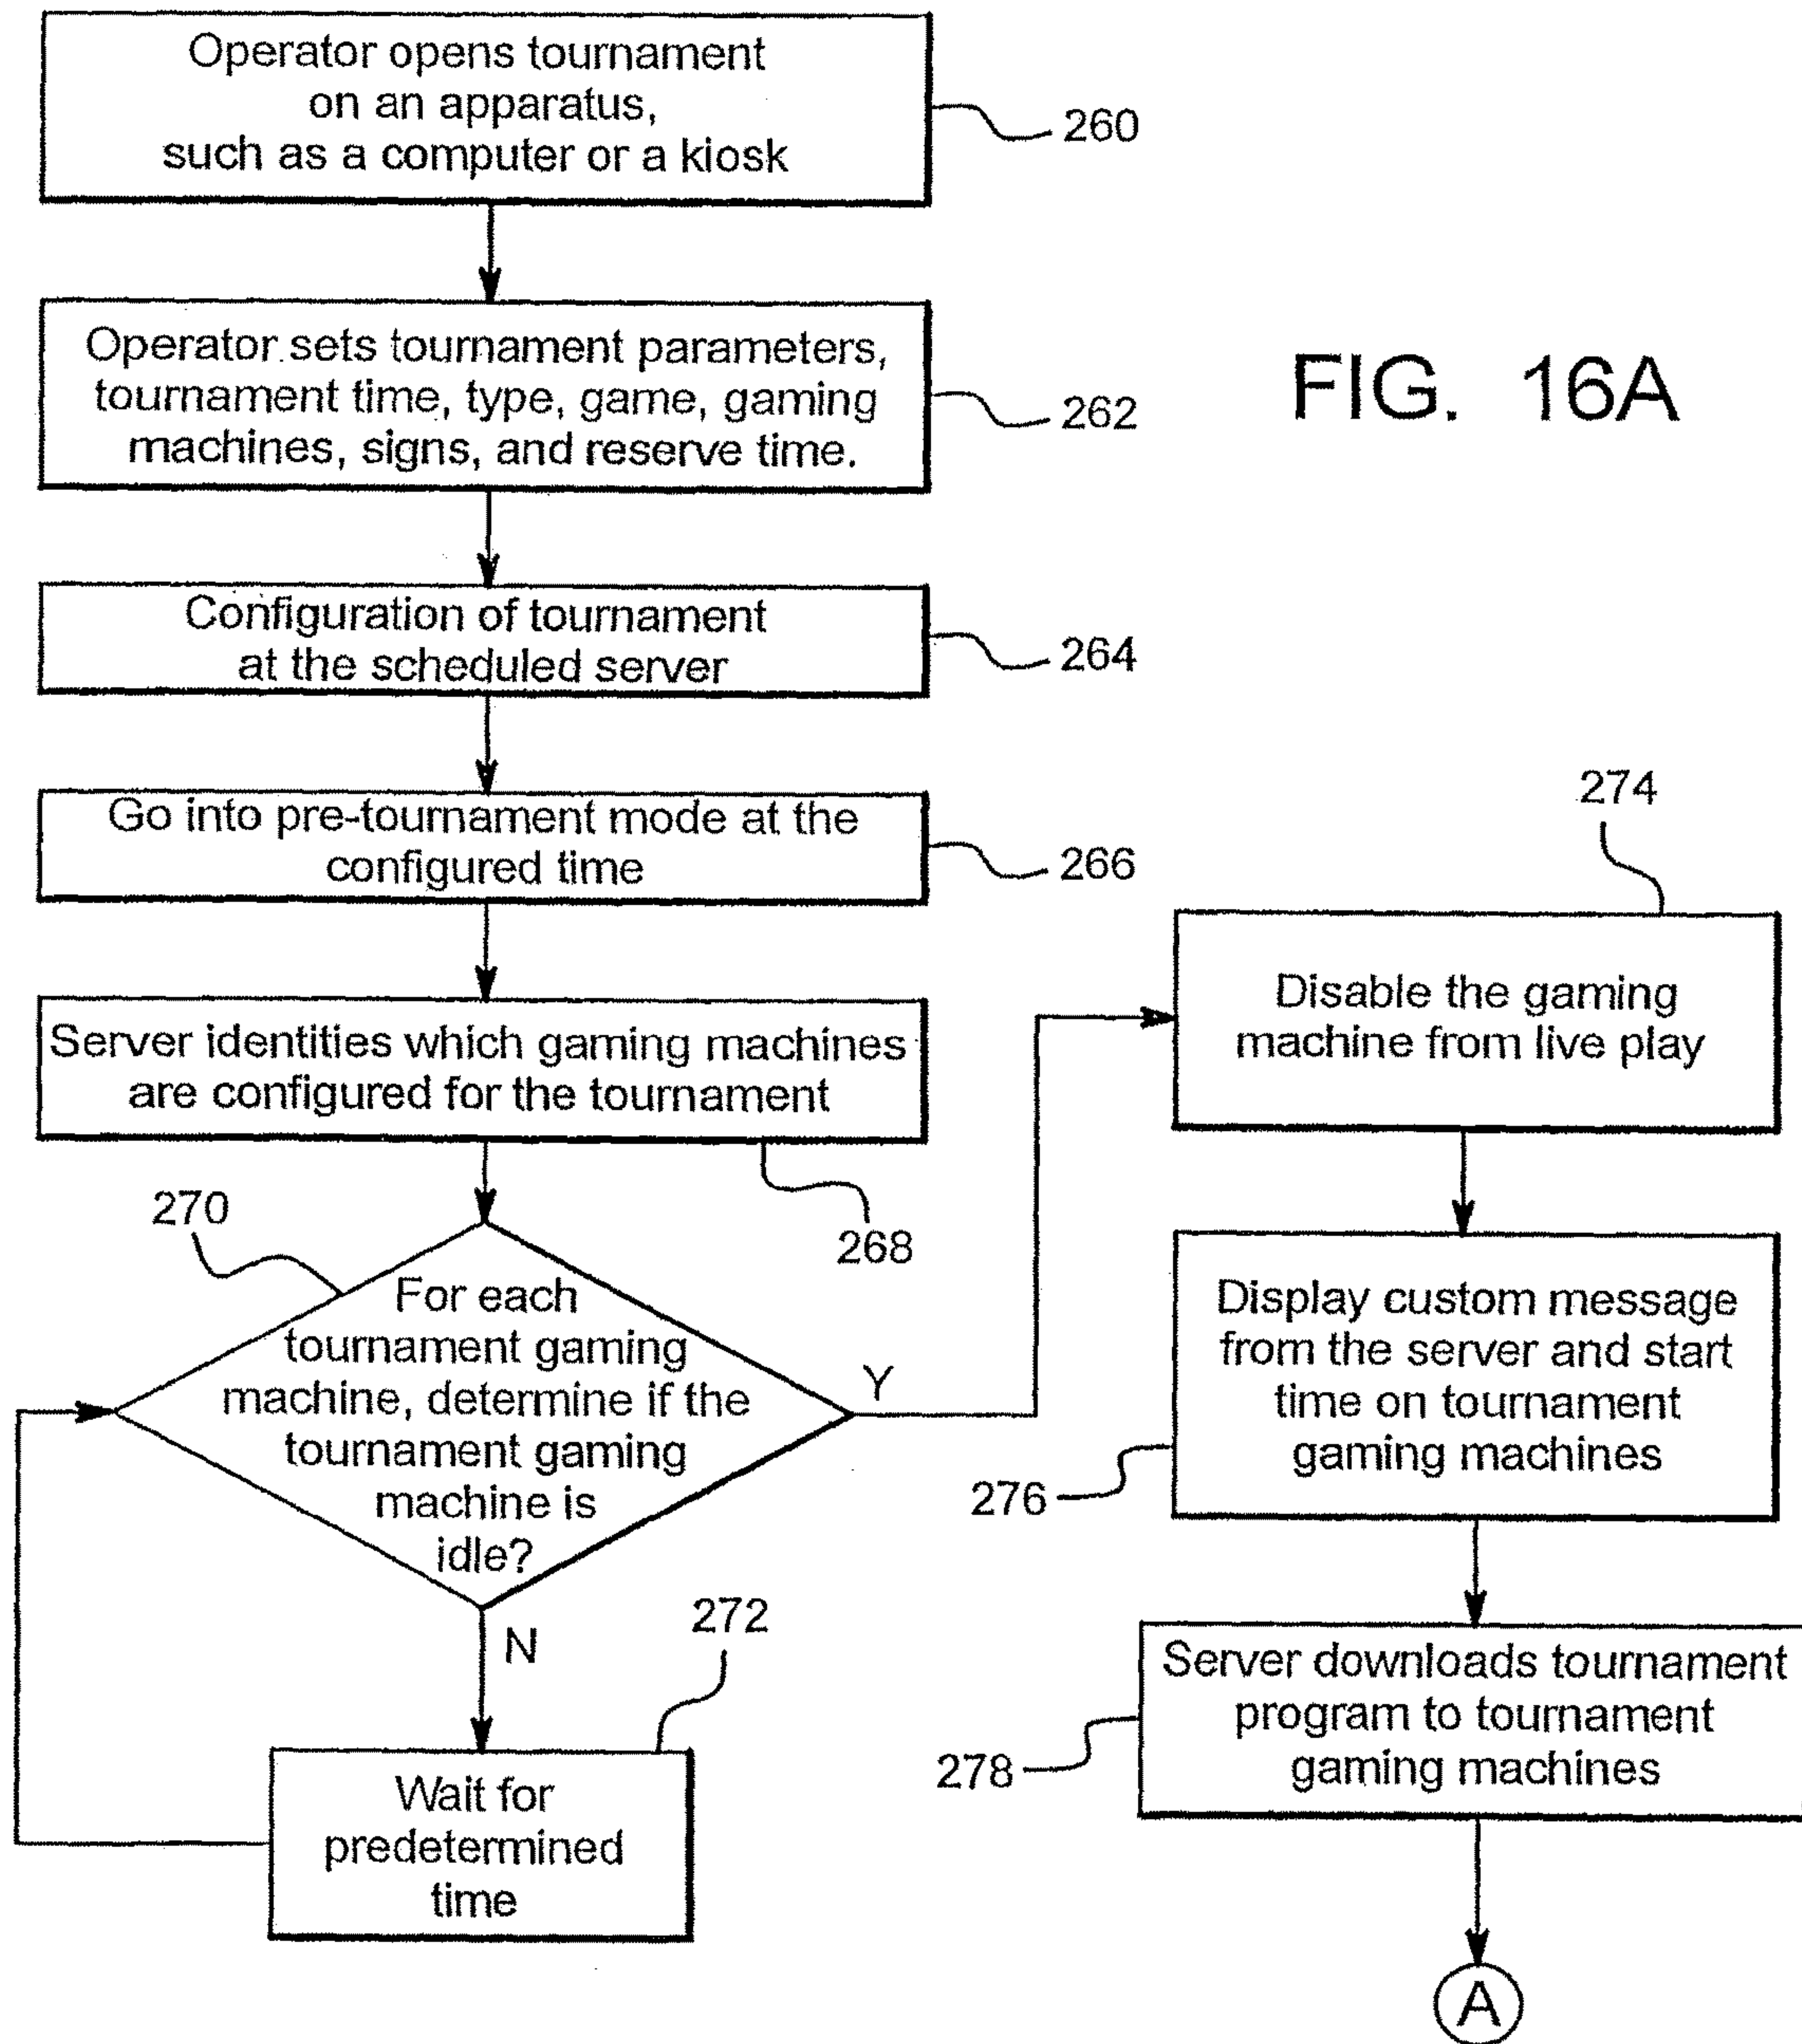 Operator opens tournament
on an apparatus,
such as a computer or a kiosk
260
Operator sets tournament parameters,
tournament time, type, game, gaming
machines, signs, and reserve time.
262
FIG. 16A
Configuration of tournament
at the scheduled server
264
Go into pre-tournament mode at the
configured time
266
Server identities which gaming machines
are configured for the tournament
268
270
For each
tournament gaming
machine, determine if the
tournament gaming
machine is
idle?
Y
N
272
Wait for
predetermined
time
274
Disable the gaming
machine from live play
Display custom message
from the server and start
time on tournament
gaming machines
276
Server downloads tournament
program to tournament
gaming machines
278
A